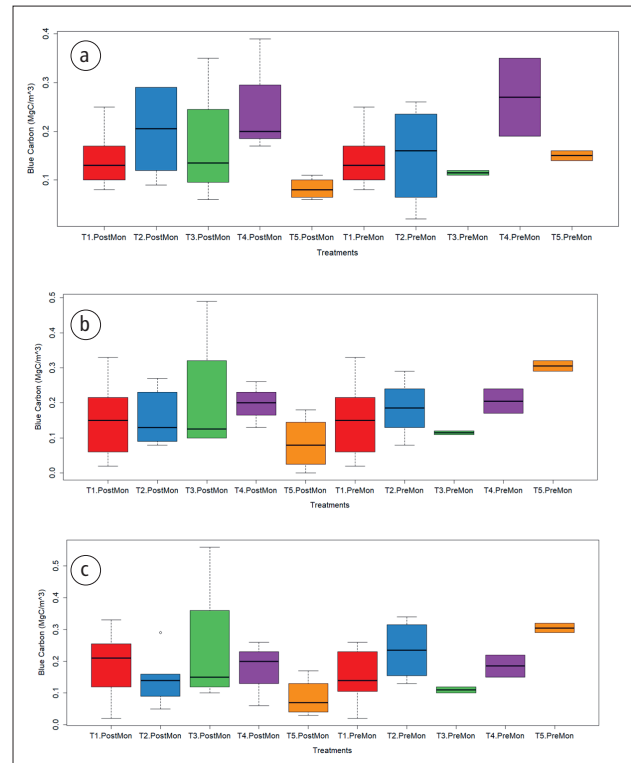 a
0.4
0.3
0.2
0.1
Blue Carbon (MgC/m^3)
T1.PostMon T2.PostMon T3.PostMon T4.PostMon T5.PostMon T1.PreMon T2.PreMon T3.PreMon T4.PreMon T5.PreMon
Treatments
b
0.5
0.4
0.3
0.2
0.1
0.0
Blue Carbon (MgC/m^3)
T1.PostMon T2.PostMon T3.PostMon T4.PostMon T5.PostMon T1.PreMon T2.PreMon T3.PreMon T4.PreMon T5.PreMon
Treatments
c
0.5
0.4
0.3
0.2
0.1
0.0
Blue Carbon (MgC/m^3)
T1.PostMon T2.PostMon T3.PostMon T4.PostMon T5.PostMon T1.PreMon T2.PreMon T3.PreMon T4.PreMon T5.PreMon
Treatments